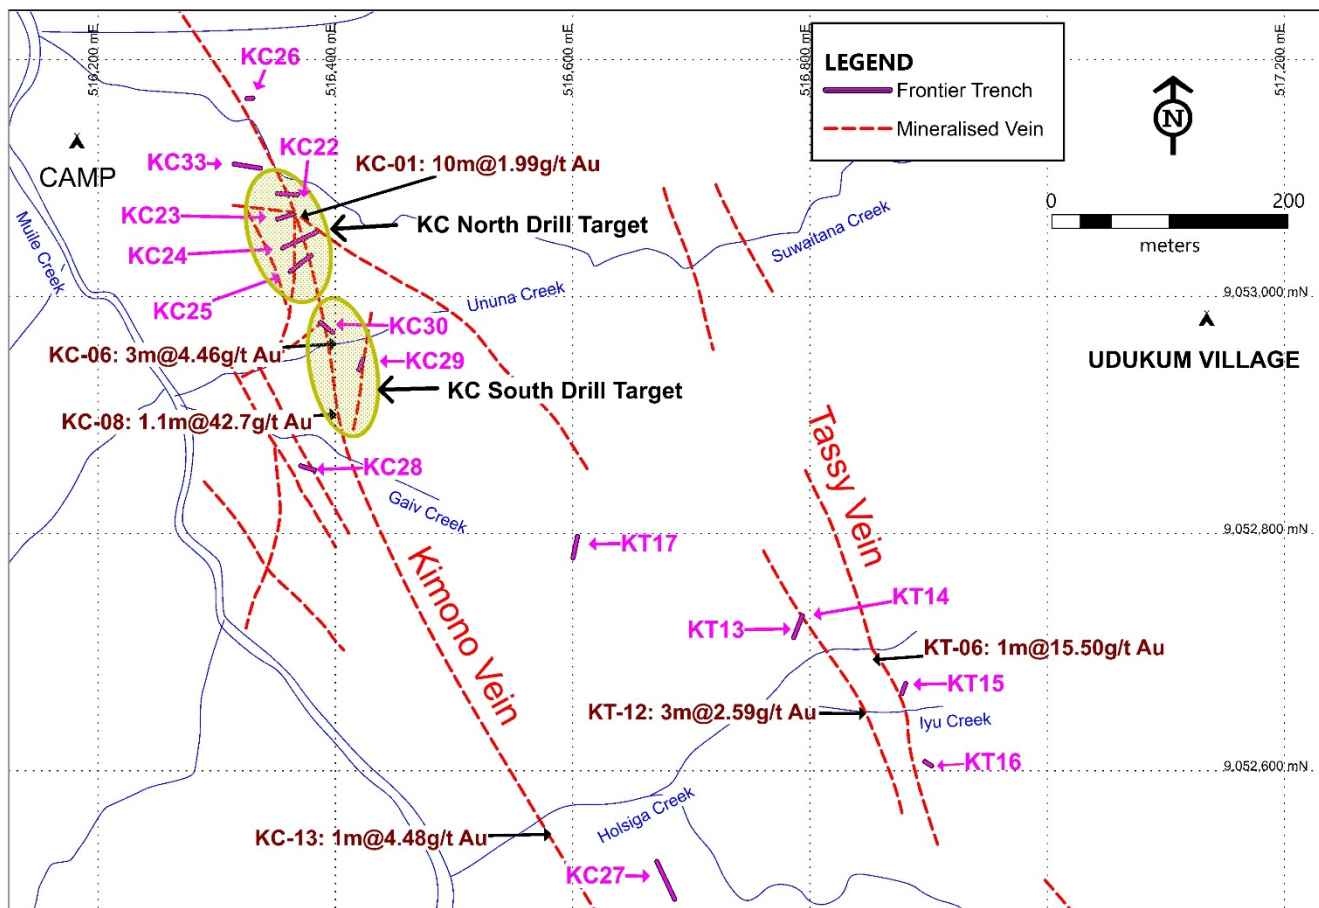 516,200 mE
516,400 mE
516,600 mE
516,800 mE
517,200 mE
KC26
LEGEND
Frontier Trench
Mineralised Vein
N
CAMP
KC33
KC22
KC-01: 10m@1.99g/t Au
KC23
KC North Drill Target
KC24
KC25
Muile Creek
Suwaitana Creek
0
200
meters
Ununa Creek
9,053,000 mN
KC30
KC-06: 3m@4.46g/t Au
KC29
UDUKUM VILLAGE
KC South Drill Target
KC-08: 1.1m@42.7g/t Au
KC28
Gaiv Creek
Tassy Vein
KT17
9,052,800 mN
Kimono Vein
KT14
KT13
KT-06: 1m@15.50g/t Au
KT15
KT-12: 3m@2.59g/t Au
Iyu Creek
KT16
9,052,600 mN
Holsiga Creek
KC-13: 1m@4.48g/t Au
KC27